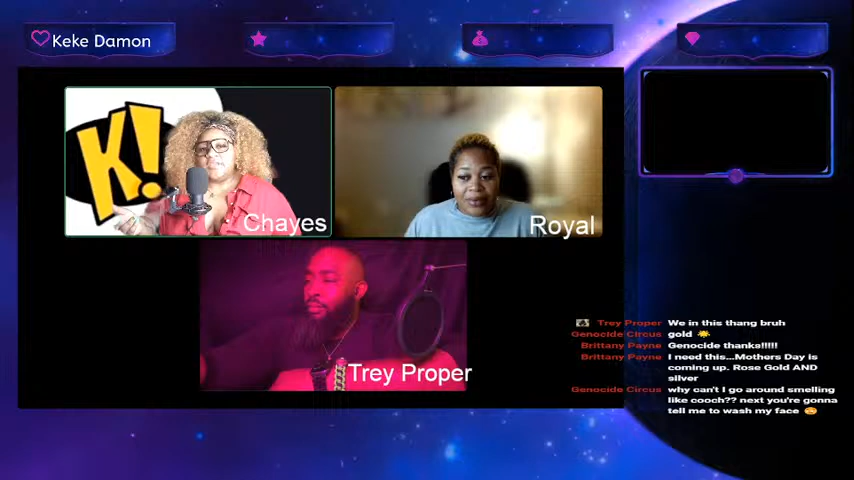 Keke Damon
K!
Chayes
Royal
Trey Proper
Trey Proper We in this thang bruh
Genocide Circus gold
Brittany Payne Genocide thanks!!!!!
Brittany Payne I need this...Mothers Day is
coming up. Rose Gold AND
silver
Genocide Circus why can't I go around smelling
like cooch?? next you're gonna
tell me to wash my face